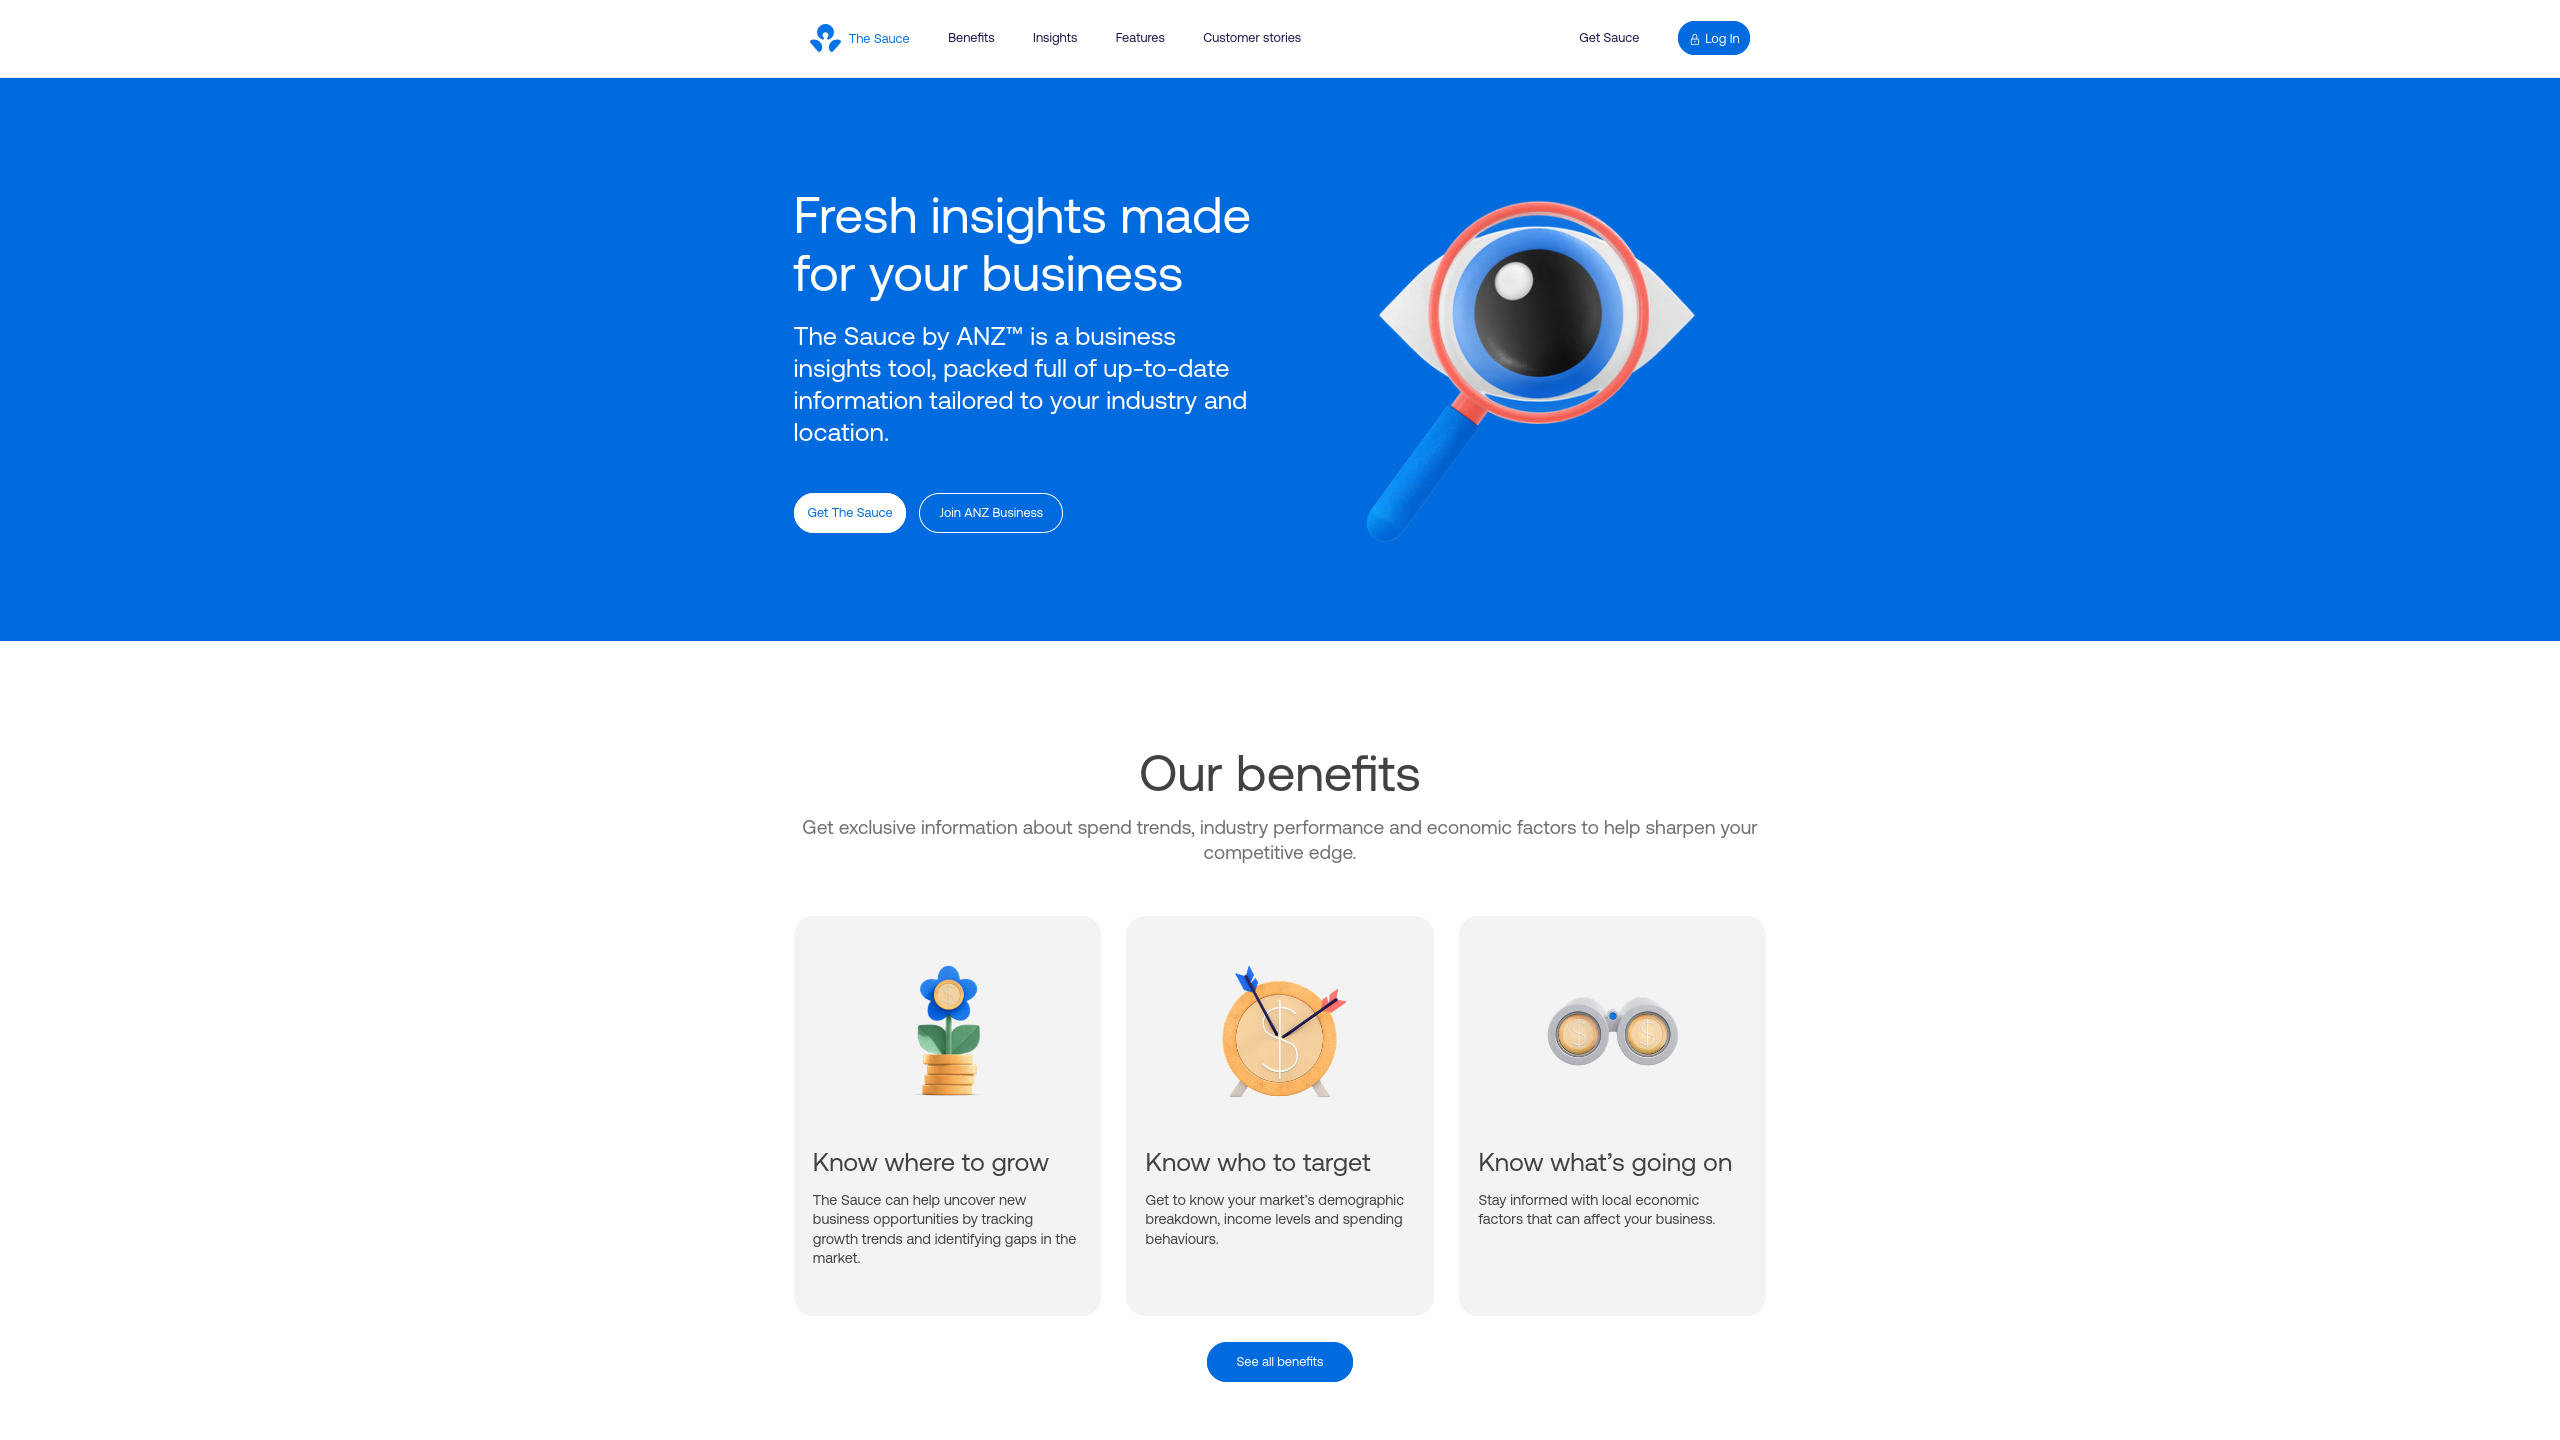 The Sauce
Benefits
Insights
Features
Customer stories
Get Sauce
Log In
Fresh insights made
for your business
The Sauce by ANZ™ is a business
insights tool, packed full of up-to-date
information tailored to your industry and
location.
Get The Sauce
Join ANZ Business
Our benefits
Get exclusive information about spend trends, industry performance and economic factors to help sharpen your
competitive edge.
Know where to grow
The Sauce can help uncover new
business opportunities by tracking
growth trends and identifying gaps in the
market.
Know who to target
Get to know your market’s demographic
breakdown, income levels and spending
behaviours.
Know what’s going on
Stay informed with local economic
factors that can affect your business.
See all benefits